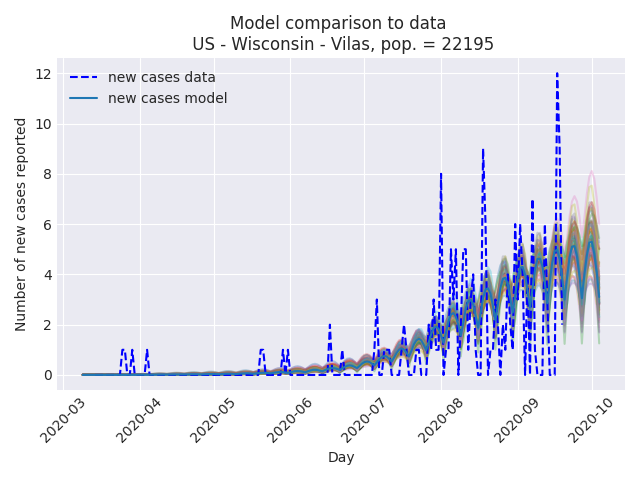 Model comparison to data
US - Wisconsin - Vilas, pop. = 22195
new cases data
new cases model
Number of new cases reported
12
10
8
6
4
2
0
2020-03
2020-04
2020-05
2020-06
2020-07
2020-08
2020-09
2020-10
Day